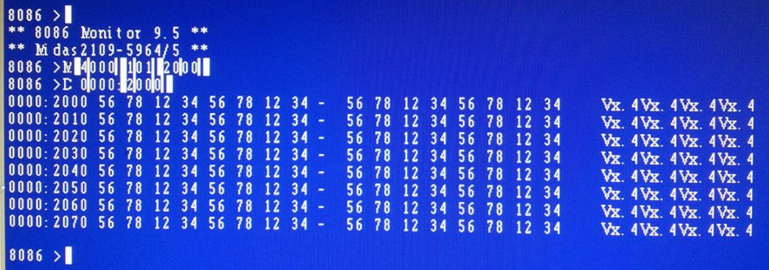 8086 >
** 8086 Monitor 9.5 **
** Midas2109-5964/5 **
8086 >M 4000 101 2000
8086 >D 0000:2000
0000:2000 56 78 12 34 56 78 12 34 - 56 78 12 34 56 78 12 34 Vx.4Vx.4Vx.4Vx.4
0000:2010 56 78 12 34 56 78 12 34 - 56 78 12 34 56 78 12 34 Vx.4Vx.4Vx.4Vx.4
0000:2020 56 78 12 34 56 78 12 34 - 56 78 12 34 56 78 12 34 Vx.4Vx.4Vx.4Vx.4
0000:2030 56 78 12 34 56 78 12 34 - 56 78 12 34 56 78 12 34 Vx.4Vx.4Vx.4Vx.4
0000:2040 56 78 12 34 56 78 12 34 - 56 78 12 34 56 78 12 34 Vx.4Vx.4Vx.4Vx.4
0000:2050 56 78 12 34 56 78 12 34 - 56 78 12 34 56 78 12 34 Vx.4Vx.4Vx.4Vx.4
0000:2060 56 78 12 34 56 78 12 34 - 56 78 12 34 56 78 12 34 Vx.4Vx.4Vx.4Vx.4
0000:2070 56 78 12 34 56 78 12 34 - 56 78 12 34 56 78 12 34 Vx.4Vx.4Vx.4Vx.4
8086 >